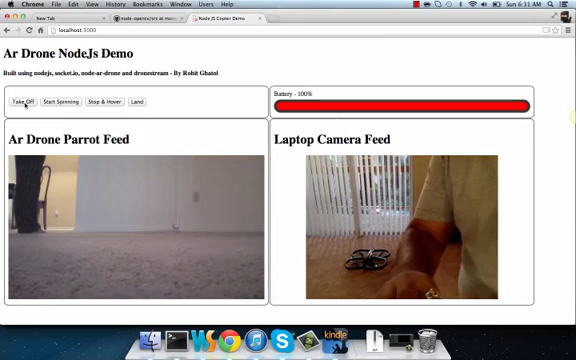 Chrome File Edit View History Bookmarks Window Users Help
Sun 6:31 AM
New Tab
Node JS Copter Demo
localhost:3000
Ar Drone NodeJs Demo
Built using nodejs, socket.io, node-ar-drone and dronestream - By Rohit Ghatol
Take Off Start Spinning Stop & Hover Land
Battery - 100%
Ar Drone Parrot Feed
Laptop Camera Feed
kindle